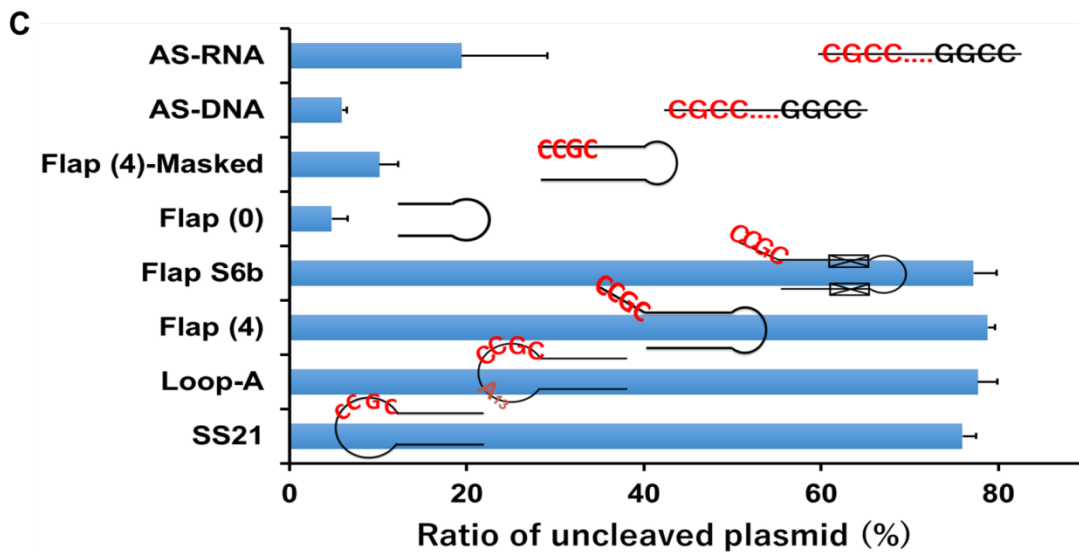 C
AS-RNA CGCC....GGCC
AS-DNA CGCC....GGCC
Flap (4)-Masked CCGC
Flap (0)
Flap S6b CCGC
Flap (4) CCGC
Loop-A CCGC
A13
SS21 CCGC
0 20 40 60 80
Ratio of uncleaved plasmid (%)